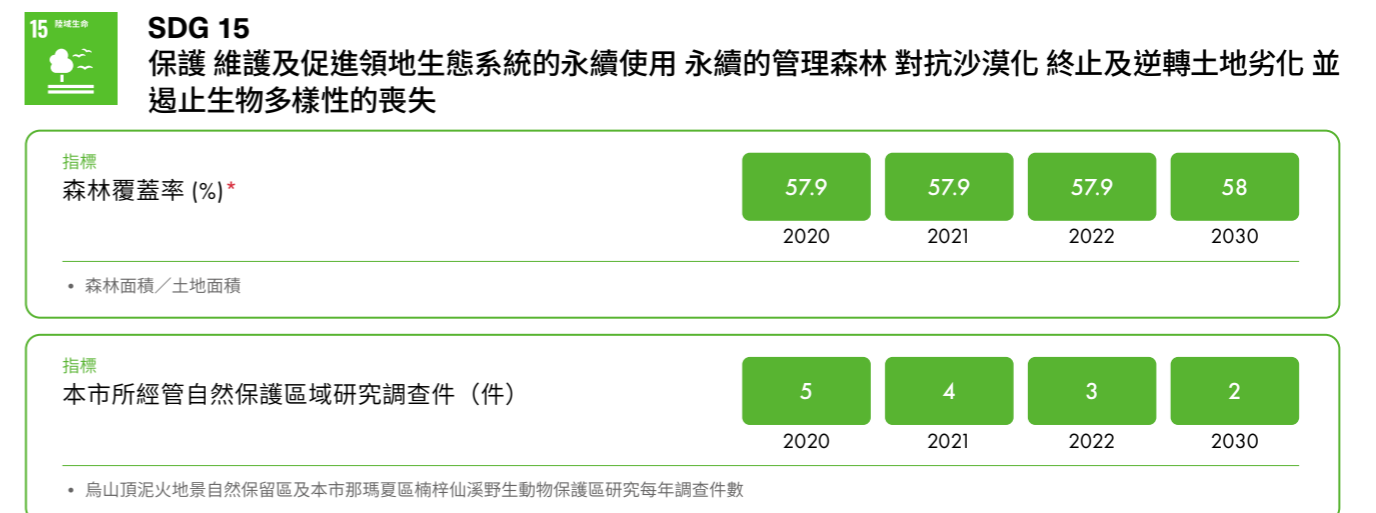 15 陸域生命
SDG 15
保護 維護及促進領地生態系統的永續使用 永續的管理森林 對抗沙漠化 終止及逆轉土地劣化 並
遏止生物多樣性的喪失
指標
森林覆蓋率 (%)*
57.9 57.9 57.9 58
2020 2021 2022 2030
• 森林面積／土地面積
指標
本市所經管自然保護區域研究調查件（件）
5 4 3 2
2020 2021 2022 2030
• 烏山頂泥火地景自然保留區及本市那瑪夏區楠梓仙溪野生動物保護區研究每年調查件數